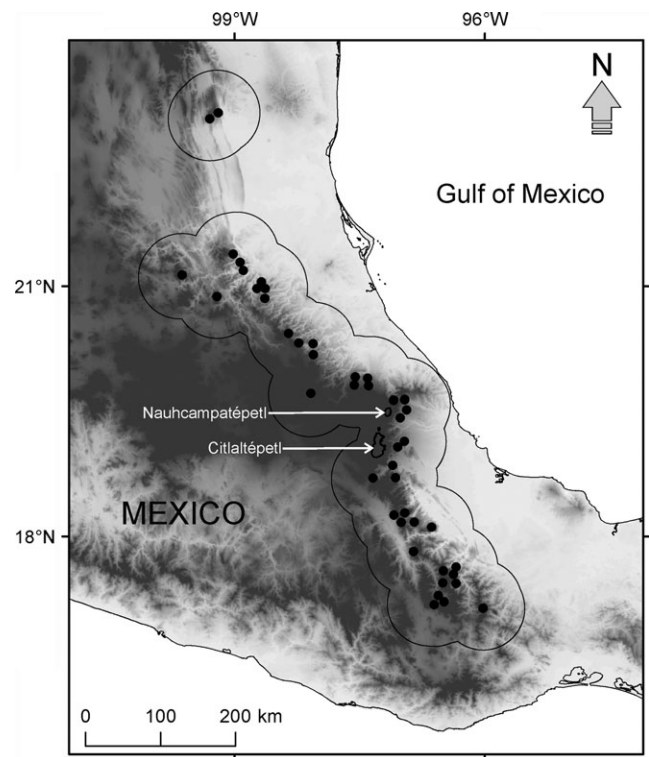 99°W
96°W
N
Gulf of Mexico
21°N
Nauhcampatépetl
Citlaltépetl
18°N
MEXICO
0 100 200 km